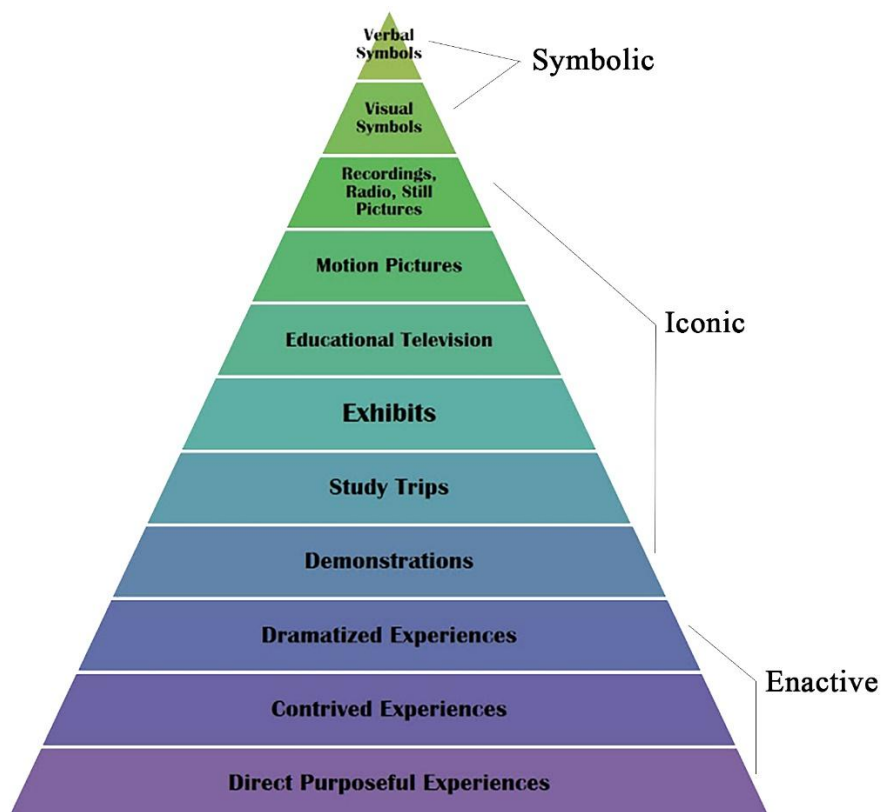 Verbal
Symbols
Symbolic
Visual
Symbols
Recordings,
Radio, Still
Pictures
Motion Pictures
Iconic
Educational Television
Exhibits
Study Trips
Demonstrations
Dramatized Experiences
Enactive
Contrived Experiences
Direct Purposeful Experiences